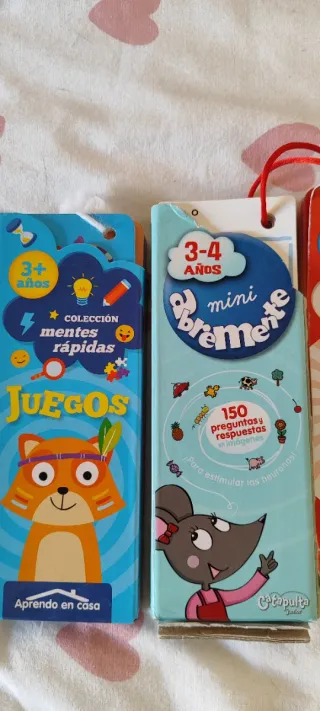 3+
años
COLECCIÓN
mentes
rápidas
JUEGOS
Aprendo en casa
3-4
AÑOS
mini
abremente
150
preguntas y
respuestas
en imágenes
¡Para estimular las neuronas!
Catapulta
Junior